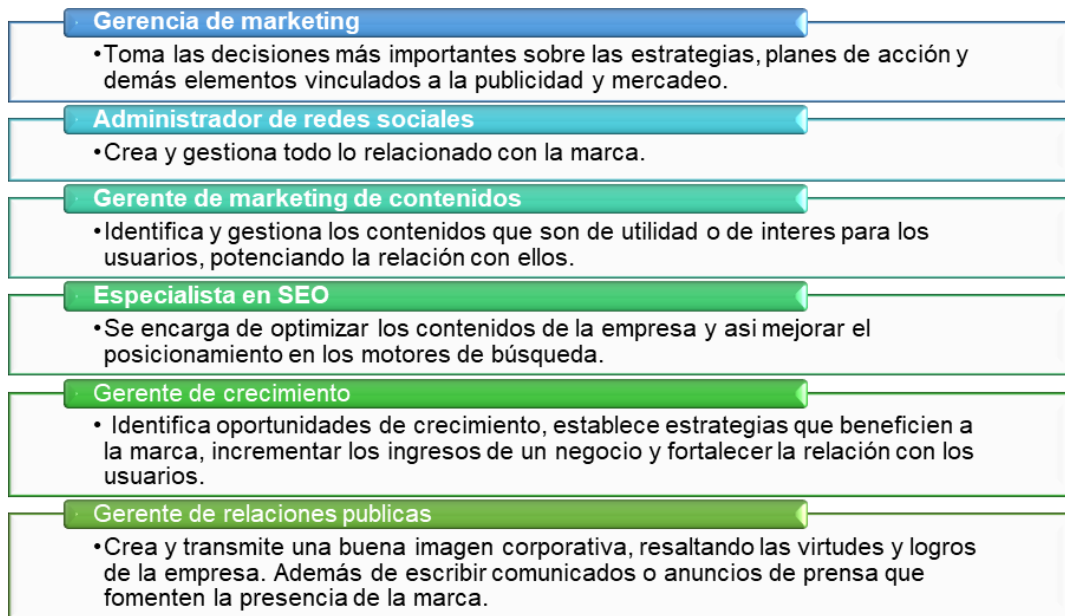 Gerencia de marketing
•Toma las decisiones más importantes sobre las estrategias, planes de acción y
demás elementos vinculados a la publicidad y mercadeo.
Administrador de redes sociales
•Crea y gestiona todo lo relacionado con la marca.
Gerente de marketing de contenidos
•Identifica y gestiona los contenidos que son de utilidad o de interes para los
usuarios, potenciando la relación con ellos.
Especialista en SEO
•Se encarga de optimizar los contenidos de la empresa y asi mejorar el
posicionamiento en los motores de búsqueda.
Gerente de crecimiento
• Identifica oportunidades de crecimiento, establece estrategias que beneficien a
la marca, incrementar los ingresos de un negocio y fortalecer la relación con los
usuarios.
Gerente de relaciones publicas
•Crea y transmite una buena imagen corporativa, resaltando las virtudes y logros
de la empresa. Además de escribir comunicados o anuncios de prensa que
fomenten la presencia de la marca.